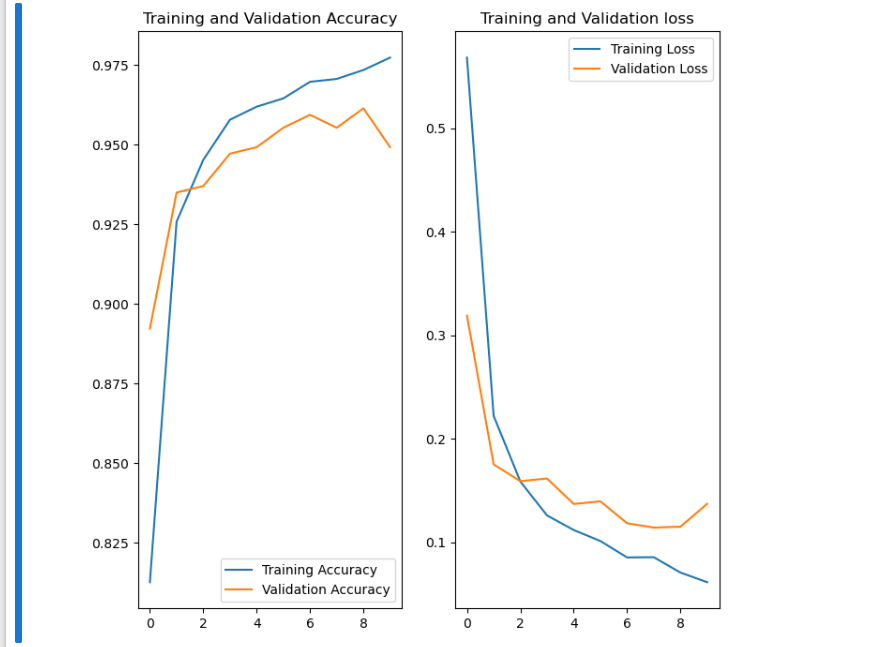 Training and Validation Accuracy
0.975
0.950
0.925
0.900
0.875
0.850
0.825
Training Accuracy
Validation Accuracy
0 2 4 6 8
Training and Validation loss
Training Loss
Validation Loss
0.5
0.4
0.3
0.2
0.1
0 2 4 6 8